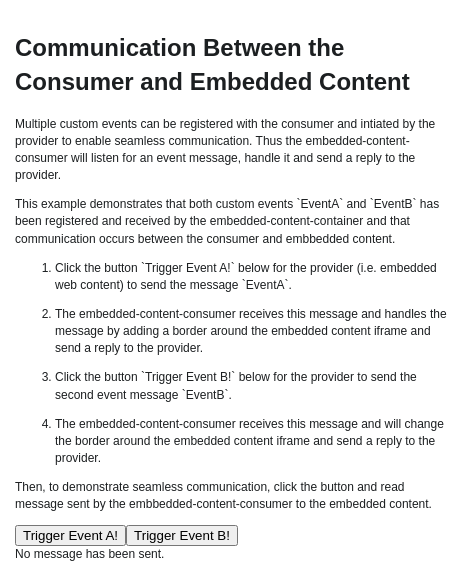 Communication Between the
Consumer and Embedded Content
Multiple custom events can be registered with the consumer and intiated by the
provider to enable seamless communication. Thus the embedded-content-
consumer will listen for an event message, handle it and send a reply to the
provider.
This example demonstrates that both custom events `EventA` and `EventB` has
been registered and received by the embedded-content-container and that
communication occurs between the consumer and embbedded content.
1. Click the button `Trigger Event A!` below for the provider (i.e. embedded
web content) to send the message `EventA`.
2. The embedded-content-consumer receives this message and handles the
message by adding a border around the embedded content iframe and
send a reply to the provider.
3. Click the button `Trigger Event B!` below for the provider to send the
second event message `EventB`.
4. The embedded-content-consumer receives this message and will change
the border around the embedded content iframe and send a reply to the
provider.
Then, to demonstrate seamless communication, click the button and read
message sent by the embbedded-content-consumer to the embedded content.
Trigger Event A! Trigger Event B!
No message has been sent.